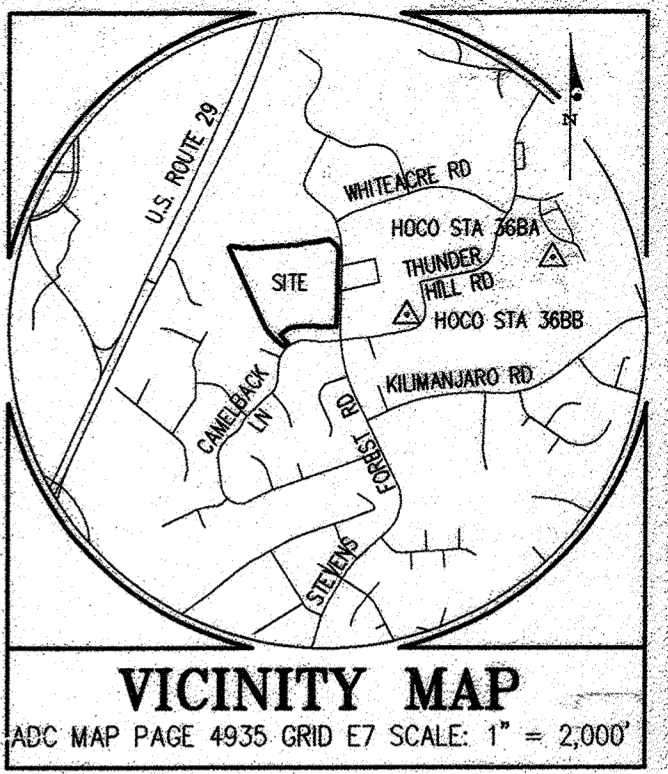 N
U.S. ROUTE 29
WHITEACRE RD
HOCO STA 36BA
THUNDER
HILL RD
SITE
HOCO STA 36BB
KILIMANJARO RD
CAMELBACK
LN
STEVENS FOREST RD
VICINITY MAP
ADC MAP PAGE 4935 GRID E7 SCALE: 1" = 2,000'